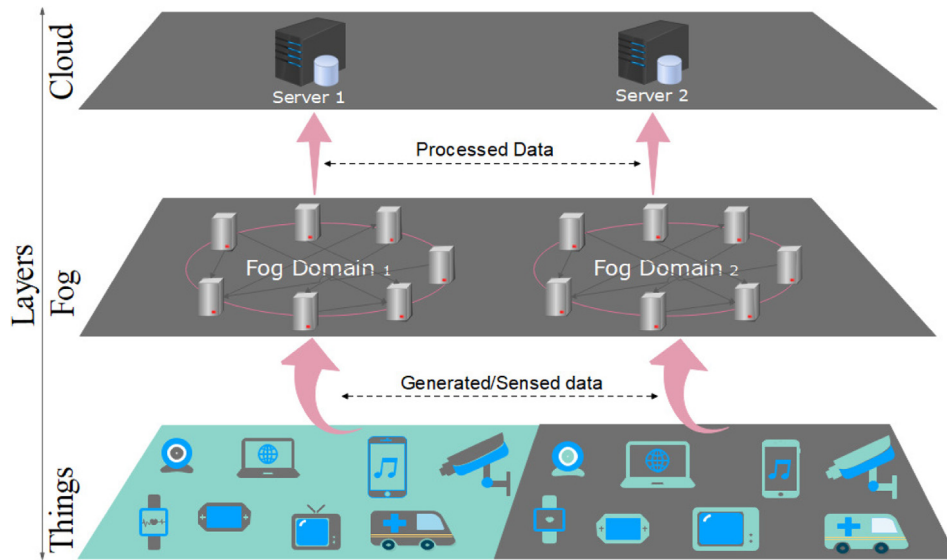 Cloud
Server 1
Server 2
Processed Data
Layers
Fog
Fog Domain 1
Fog Domain 2
Generated/Sensed data
Things